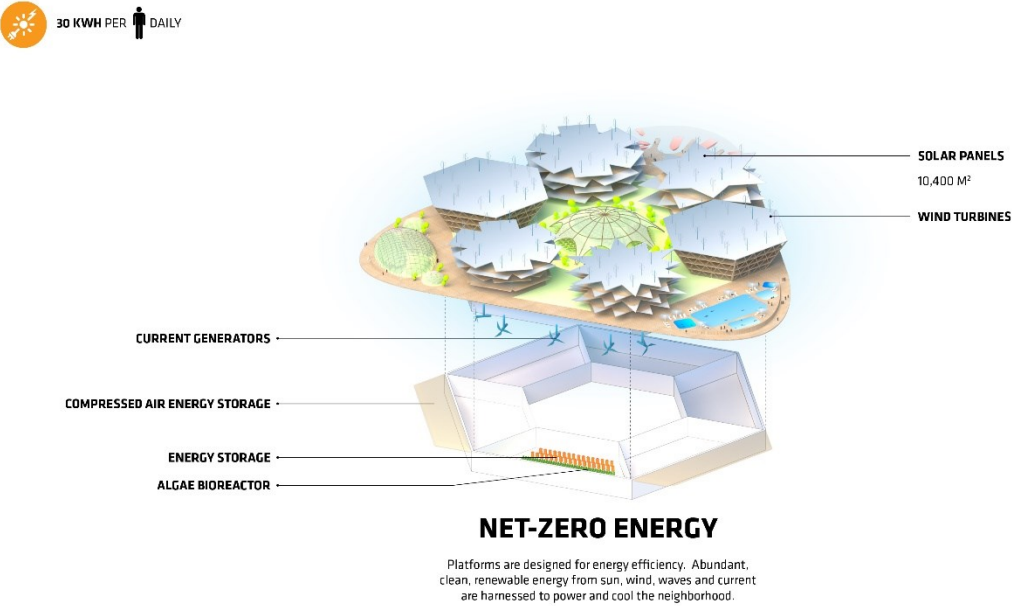 30 KWH PER DAILY
SOLAR PANELS
10,400 M²
WIND TURBINES
CURRENT GENERATORS
COMPRESSED AIR ENERGY STORAGE
ENERGY STORAGE
ALGAE BIOREACTOR
NET-ZERO ENERGY
Platforms are designed for energy efficiency. Abundant,
clean, renewable energy from sun, wind, waves and current
are harnessed to power and cool the neighborhood.